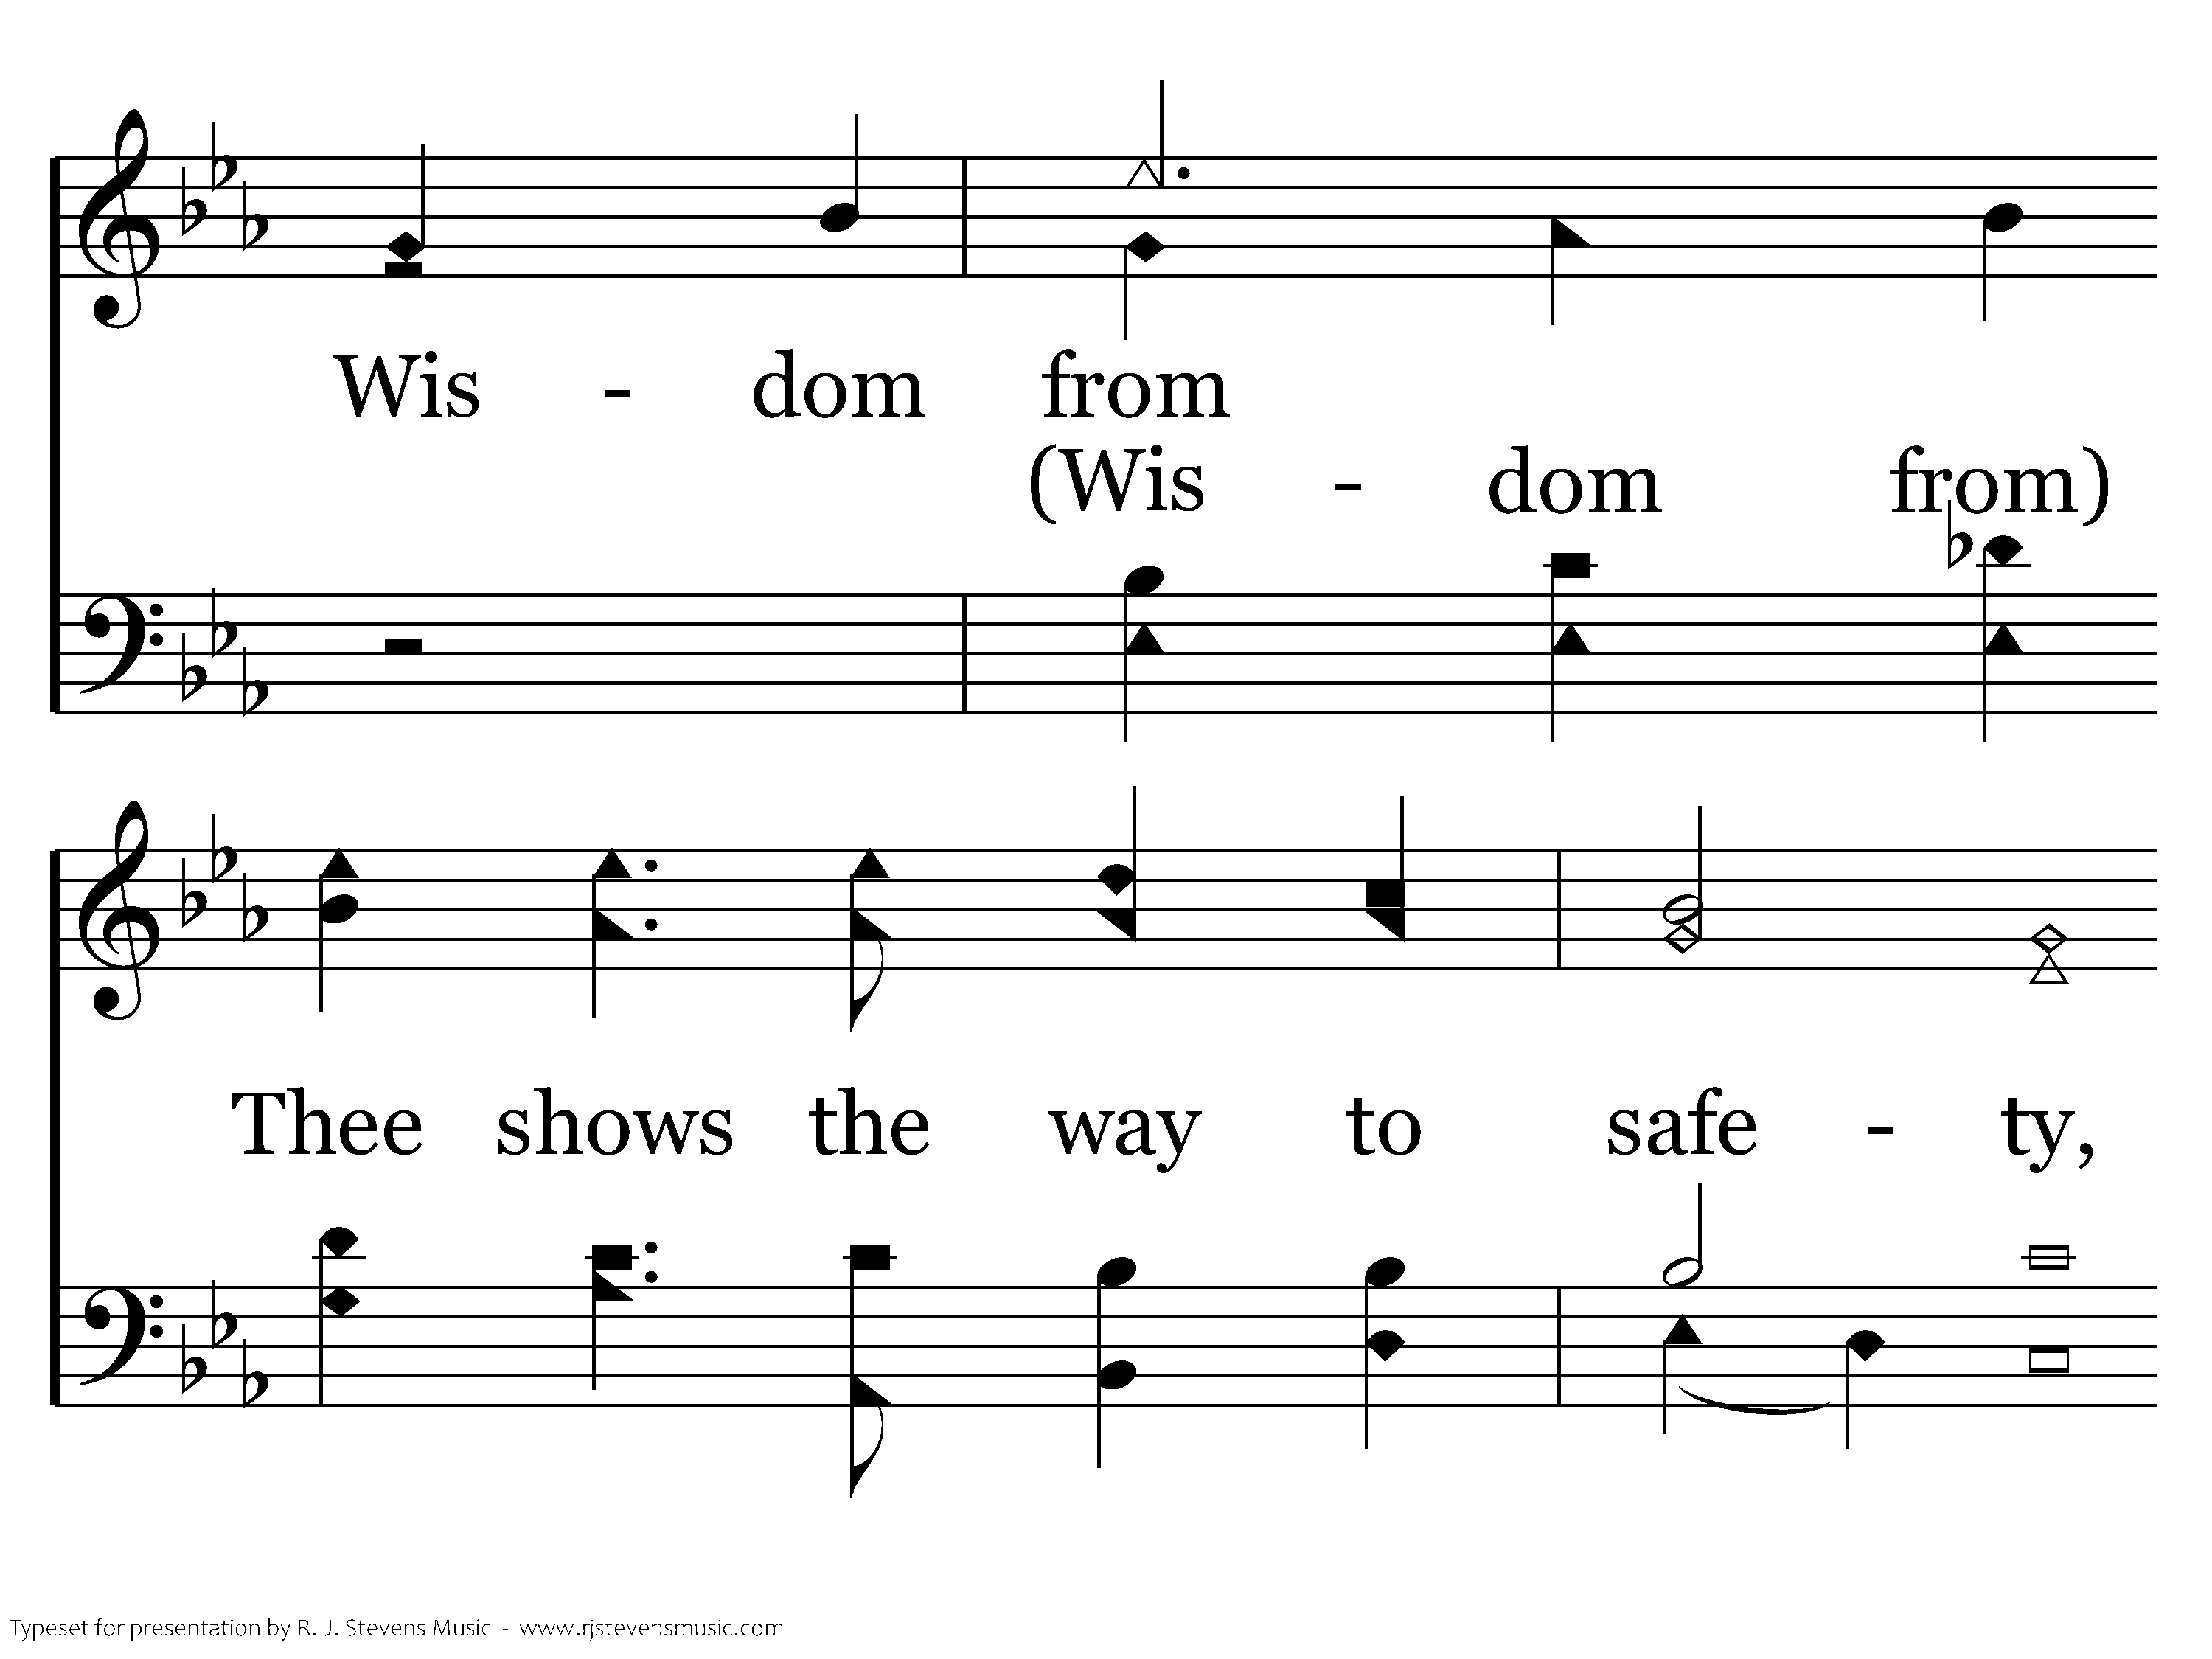 Wis - dom from
(Wis - dom from)
Thee shows the way to safe - ty,
Typeset for presentation by R. J. Stevens Music - www.rjstevensmusic.com